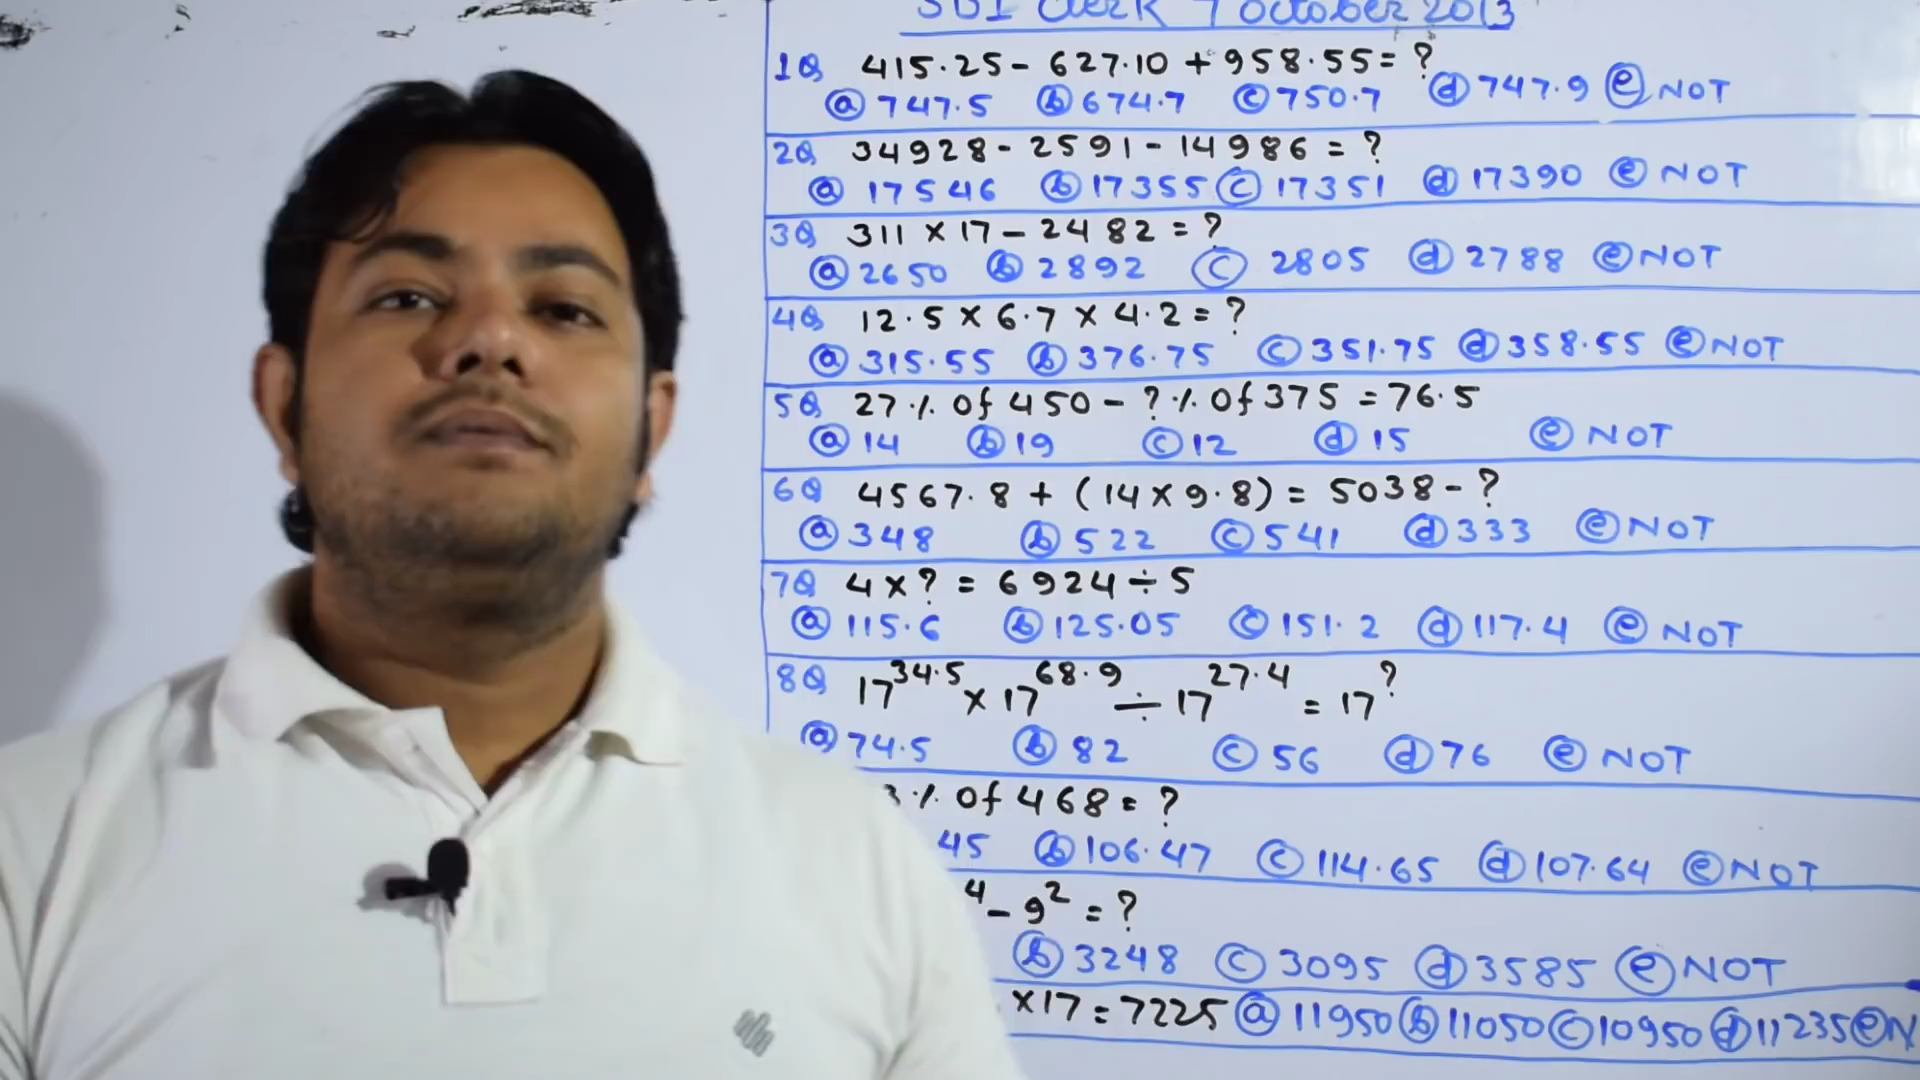 SBI Clerk 7 October 2013
1Q 415.25 - 627.10 + 958.55 = ?
ⓐ 747.5 ⓑ 674.7 ⓒ 750.7 ⓓ 747.9 ⓔ NOT
2Q 34928 - 2591 - 14986 = ?
ⓐ 17546 ⓑ 17355 ⓒ 17351 ⓓ 17390 ⓔ NOT
3Q 311 × 17 - 2482 = ?
ⓐ 2650 ⓑ 2892 ⓒ 2805 ⓓ 2788 ⓔ NOT
4Q 12.5 × 6.7 × 4.2 = ?
ⓐ 315.55 ⓑ 376.75 ⓒ 351.75 ⓓ 358.55 ⓔ NOT
5Q 27% Of 450 - ?% Of 375 = 76.5
ⓐ 14 ⓑ 19 ⓒ 12 ⓓ 15 ⓔ NOT
6Q 4567.8 + (14 × 9.8) = 5038 - ?
ⓐ 348 ⓑ 522 ⓒ 541 ⓓ 333 ⓔ NOT
7Q 4 × ? = 6924 ÷ 5
ⓐ 115.6 ⓑ 125.05 ⓒ 151.2 ⓓ 117.4 ⓔ NOT
8Q 17^34.5 × 17^68.9 ÷ 17^27.4 = 17^?
ⓐ 74.5 ⓑ 82 ⓒ 56 ⓓ 76 ⓔ NOT
3% Of 468 = ?
45 ⓑ 106.47 ⓒ 114.65 ⓓ 107.64 ⓔ NOT
4 - 9² = ?
ⓑ 3248 ⓒ 3095 ⓓ 3585 ⓔ NOT
×17 = 7225 ⓐ 11950 ⓑ 11050 ⓒ 10950 ⓓ 11235 ⓔ N